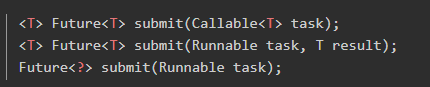 <T> Future<T> submit(Callable<T> task);
<T> Future<T> submit(Runnable task, T result);
Future<?> submit(Runnable task);